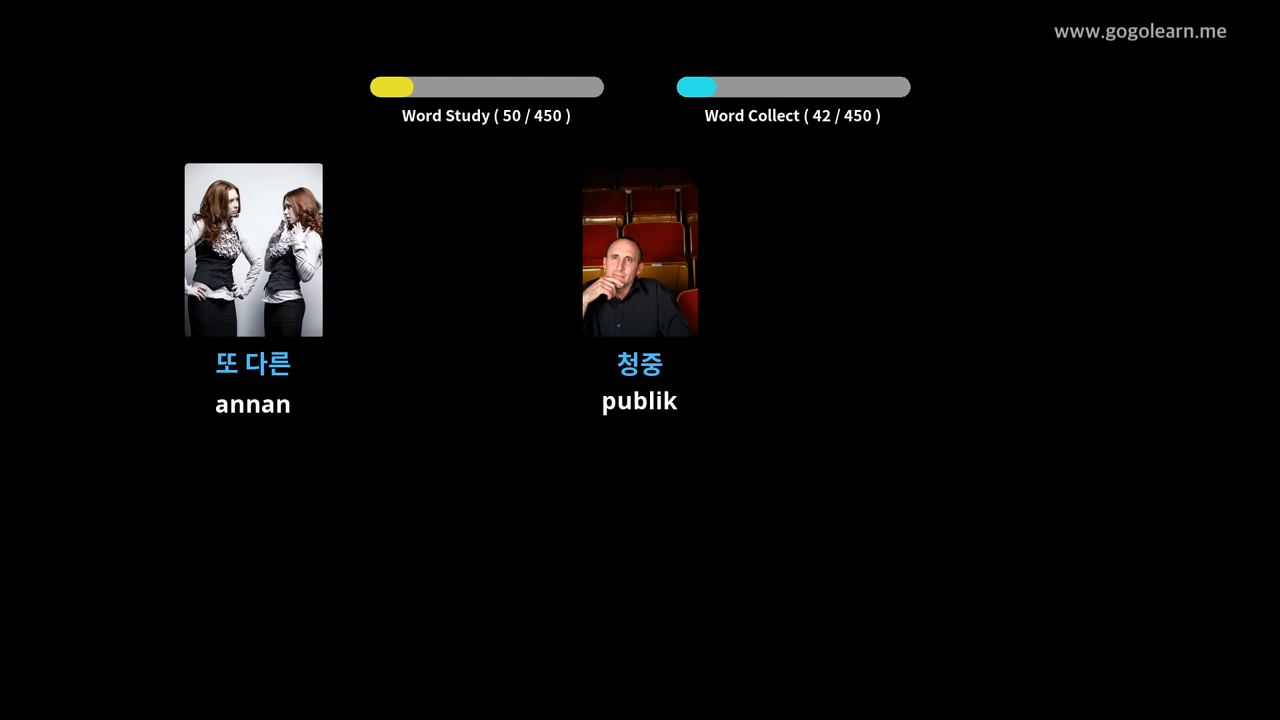 www.gogolearn.me
Word Study ( 50 / 450 )
Word Collect ( 42 / 450 )
또 다른
annan
청중
publik